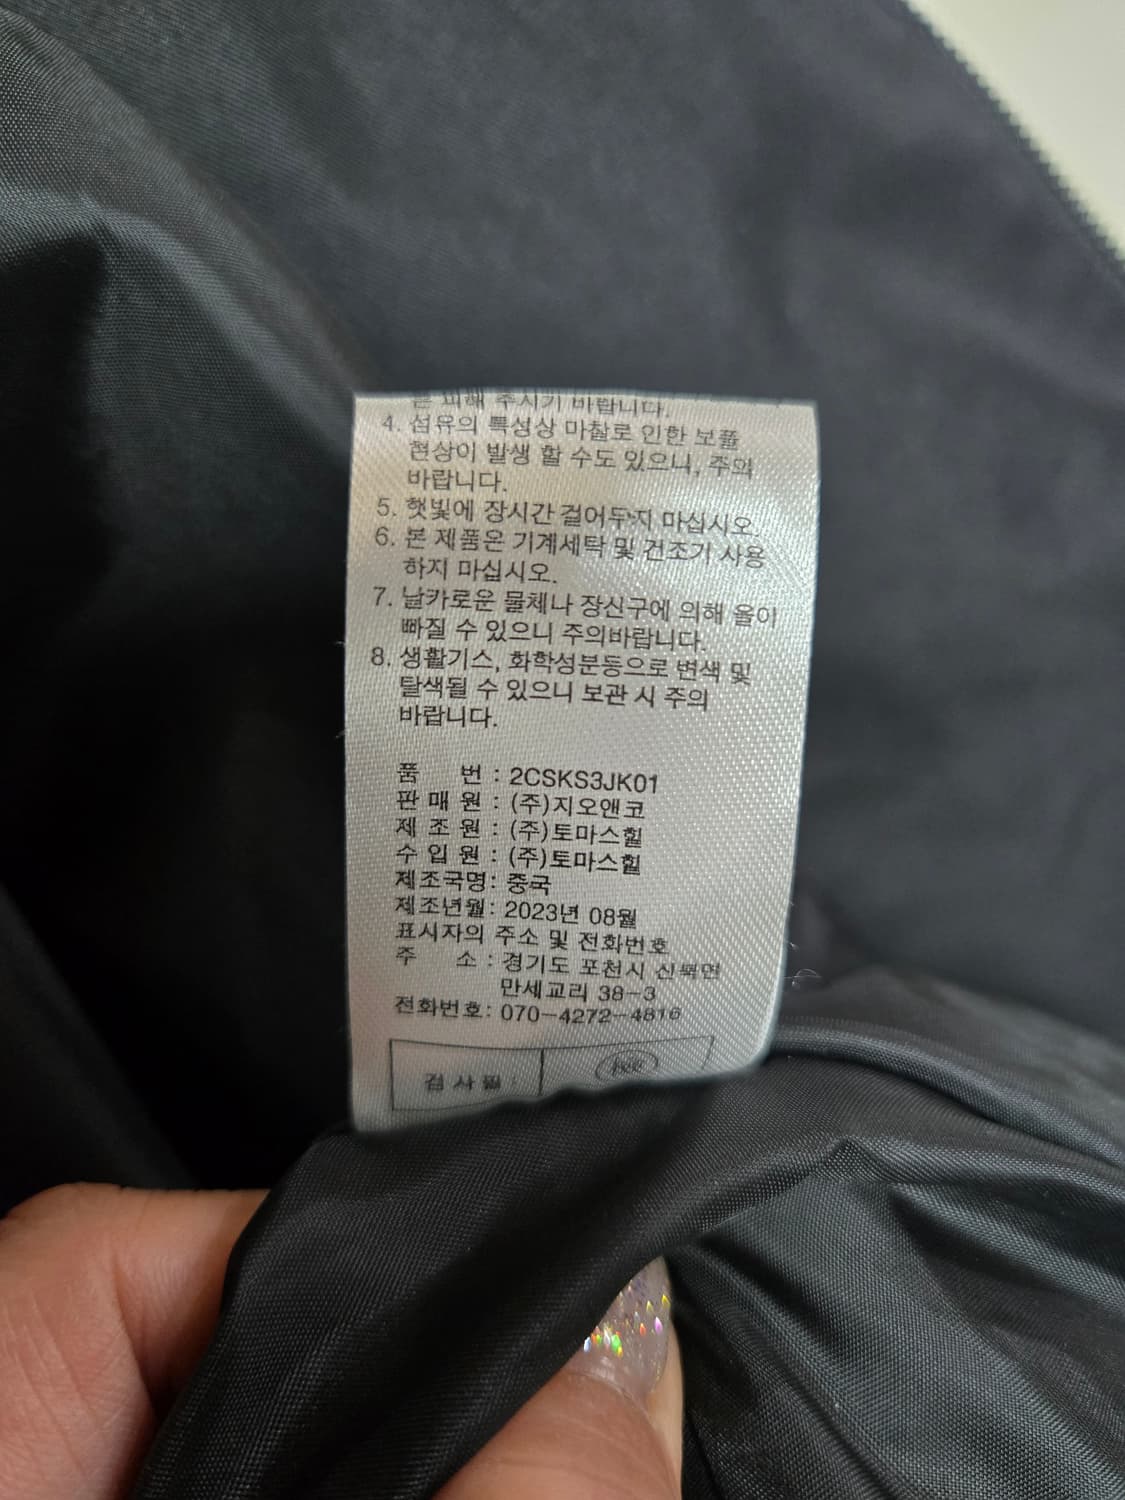 은 피해 주시기 바랍니다.
4. 섬유의 특성상 마찰로 인한 보풀
현상이 발생 할 수도 있으니, 주의
바랍니다.
5. 햇빛에 장시간 걸어두지 마십시오.
6. 본 제품은 기계세탁 및 건조기 사용
하지 마십시오.
7. 날카로운 물체나 장신구에 의해 올이
빠질 수 있으니 주의바랍니다.
8. 생활기스, 화학성분등으로 변색 및
탈색될 수 있으니 보관 시 주의
바랍니다.
품 번 : 2CSKS3JK01
판 매 원 : (주)지오앤코
제 조 원 : (주)토마스힐
수 입 원 : (주)토마스힐
제조국명: 중국
제조년월: 2023년 08월
표시자의 주소 및 전화번호
주 소 : 경기도 포천시 신북면
만세교리 38-3
전화번호: 070-4272-4816
검 사 필 :